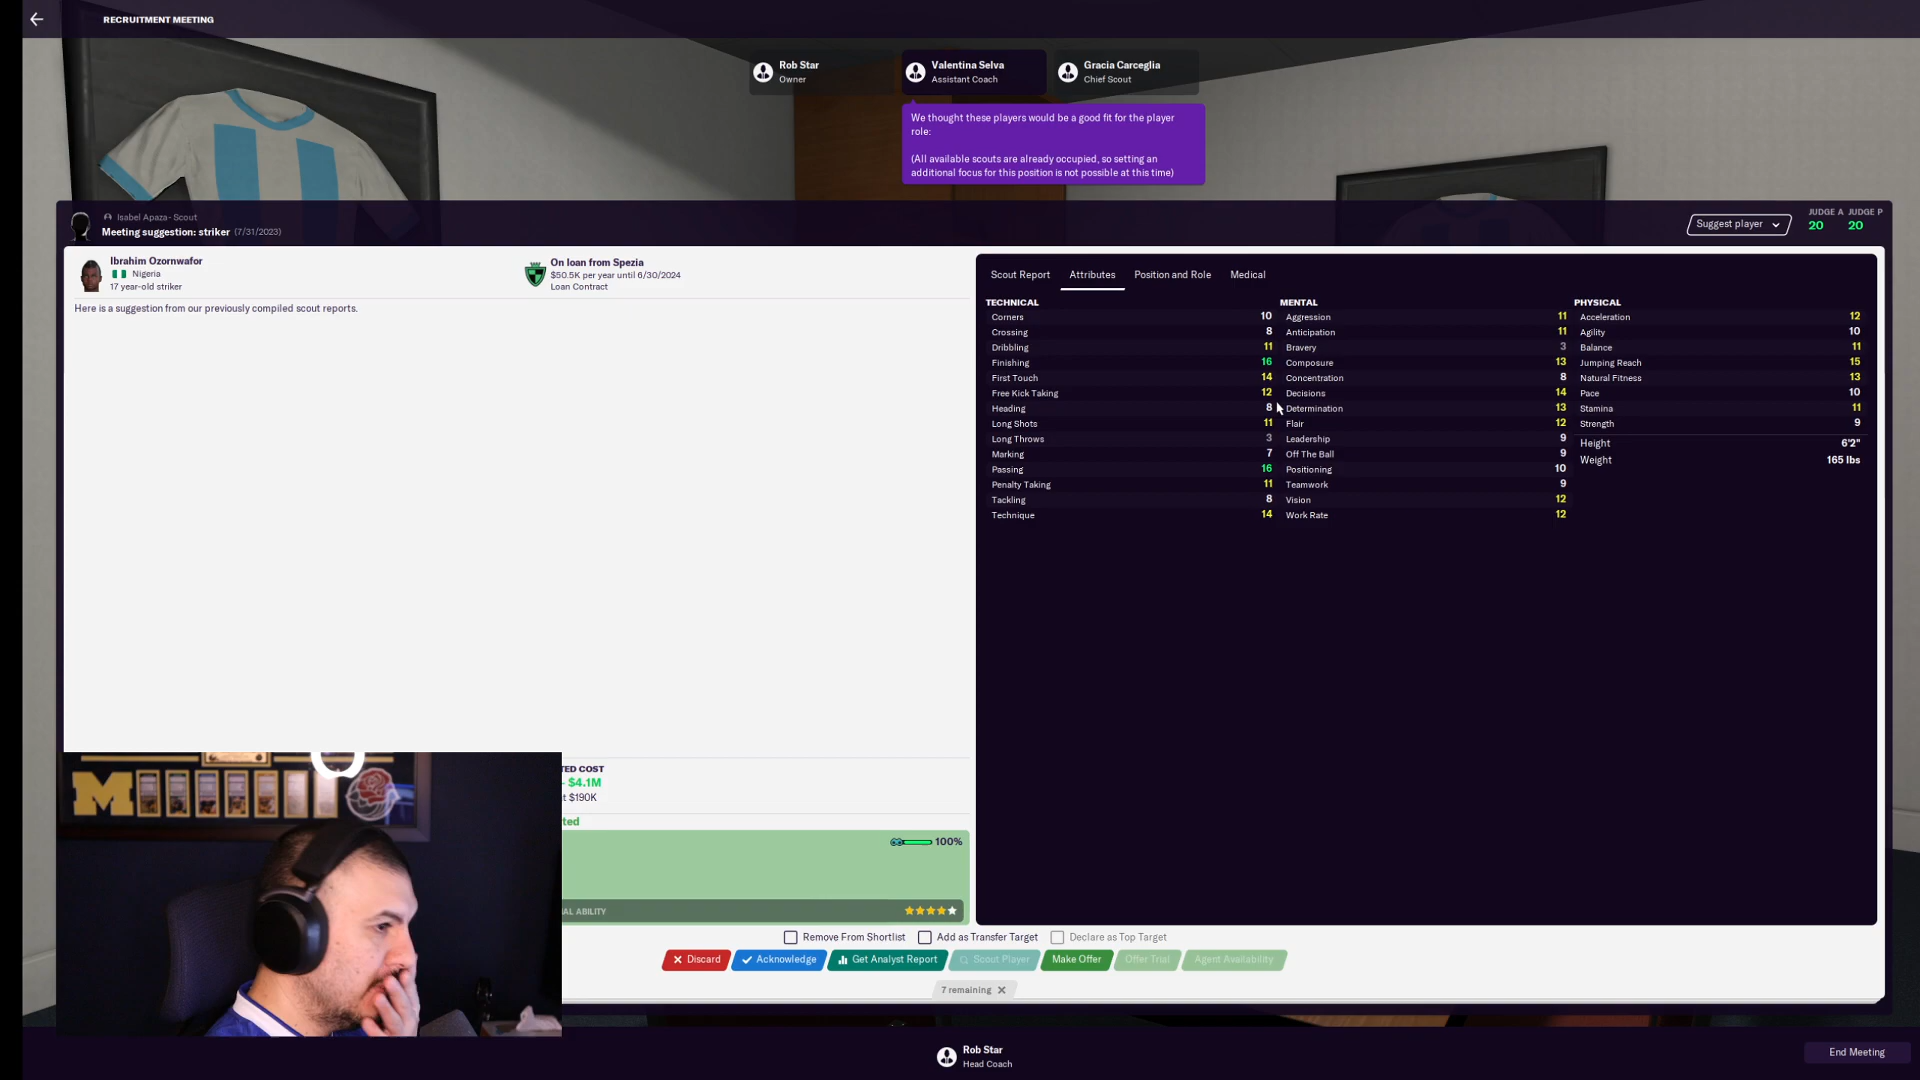 RECRUITMENT MEETING
Rob Star
Owner
Valentina Selva
Assistant Coach
Gracia Carceglia
Chief Scout
We thought these players would be a good fit for the player
role:
(All available scouts are already occupied, so setting an
additional focus for this position is not possible at this time)
Isabel Apaza - Scout
Meeting suggestion: striker (7/31/2023)
Suggest player
JUDGE A JUDGE P
20 20
Ibrahim Ozornwafor
Nigeria
17 year-old striker
On loan from Spezia
$50.5K per year until 6/30/2024
Loan Contract
Here is a suggestion from our previously compiled scout reports.
Scout Report Attributes Position and Role Medical
TECHNICAL
Corners 10
Crossing 8
Dribbling 11
Finishing 16
First Touch 14
Free Kick Taking 12
Heading 8
Long Shots 11
Long Throws 3
Marking 7
Passing 16
Penalty Taking 11
Tackling 8
Technique 14
MENTAL
Aggression 11
Anticipation 11
Bravery 3
Composure 13
Concentration 8
Decisions 14
Determination 13
Flair 12
Leadership 9
Off The Ball 9
Positioning 10
Teamwork 9
Vision 12
Work Rate 12
PHYSICAL
Acceleration 12
Agility 10
Balance 11
Jumping Reach 15
Natural Fitness 13
Pace 10
Stamina 11
Strength 9
Height 6'2"
Weight 165 lbs
TED COST
- $4.1M
t $190K
ted
100%
AL ABILITY
M
Remove From Shortlist Add as Transfer Target Declare as Top Target
Discard Acknowledge Get Analyst Report Scout Player Make Offer Offer Trial Agent Availability
7 remaining
Rob Star
Head Coach
End Meeting